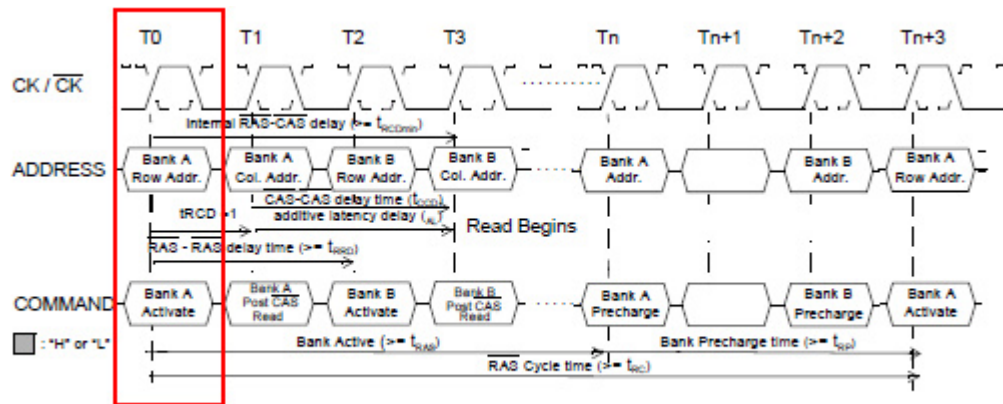 T0 T1 T2 T3 Tn Tn+1 Tn+2 Tn+3
CK / CK
Internal RAS-CAS delay (>= tRCDmin)
ADDRESS
Bank A Row Addr.
Bank A Col. Addr.
Bank B Row Addr.
Bank B Col. Addr.
Bank A Addr.
Bank B Addr.
Bank A Row Addr.
CAS-CAS delay time (tCCD)
tRCD =1
additive latency delay (AL)
Read Begins
RAS - RAS delay time (>= tRRD)
COMMAND
Bank A Activate
Bank A Post CAS Read
Bank B Activate
Bank B Post CAS Read
Bank A Precharge
Bank B Precharge
Bank A Activate
: "H" or "L"
Bank Active (>= tRAS)
Bank Precharge time (>= tRP)
RAS Cycle time (>= tRC)